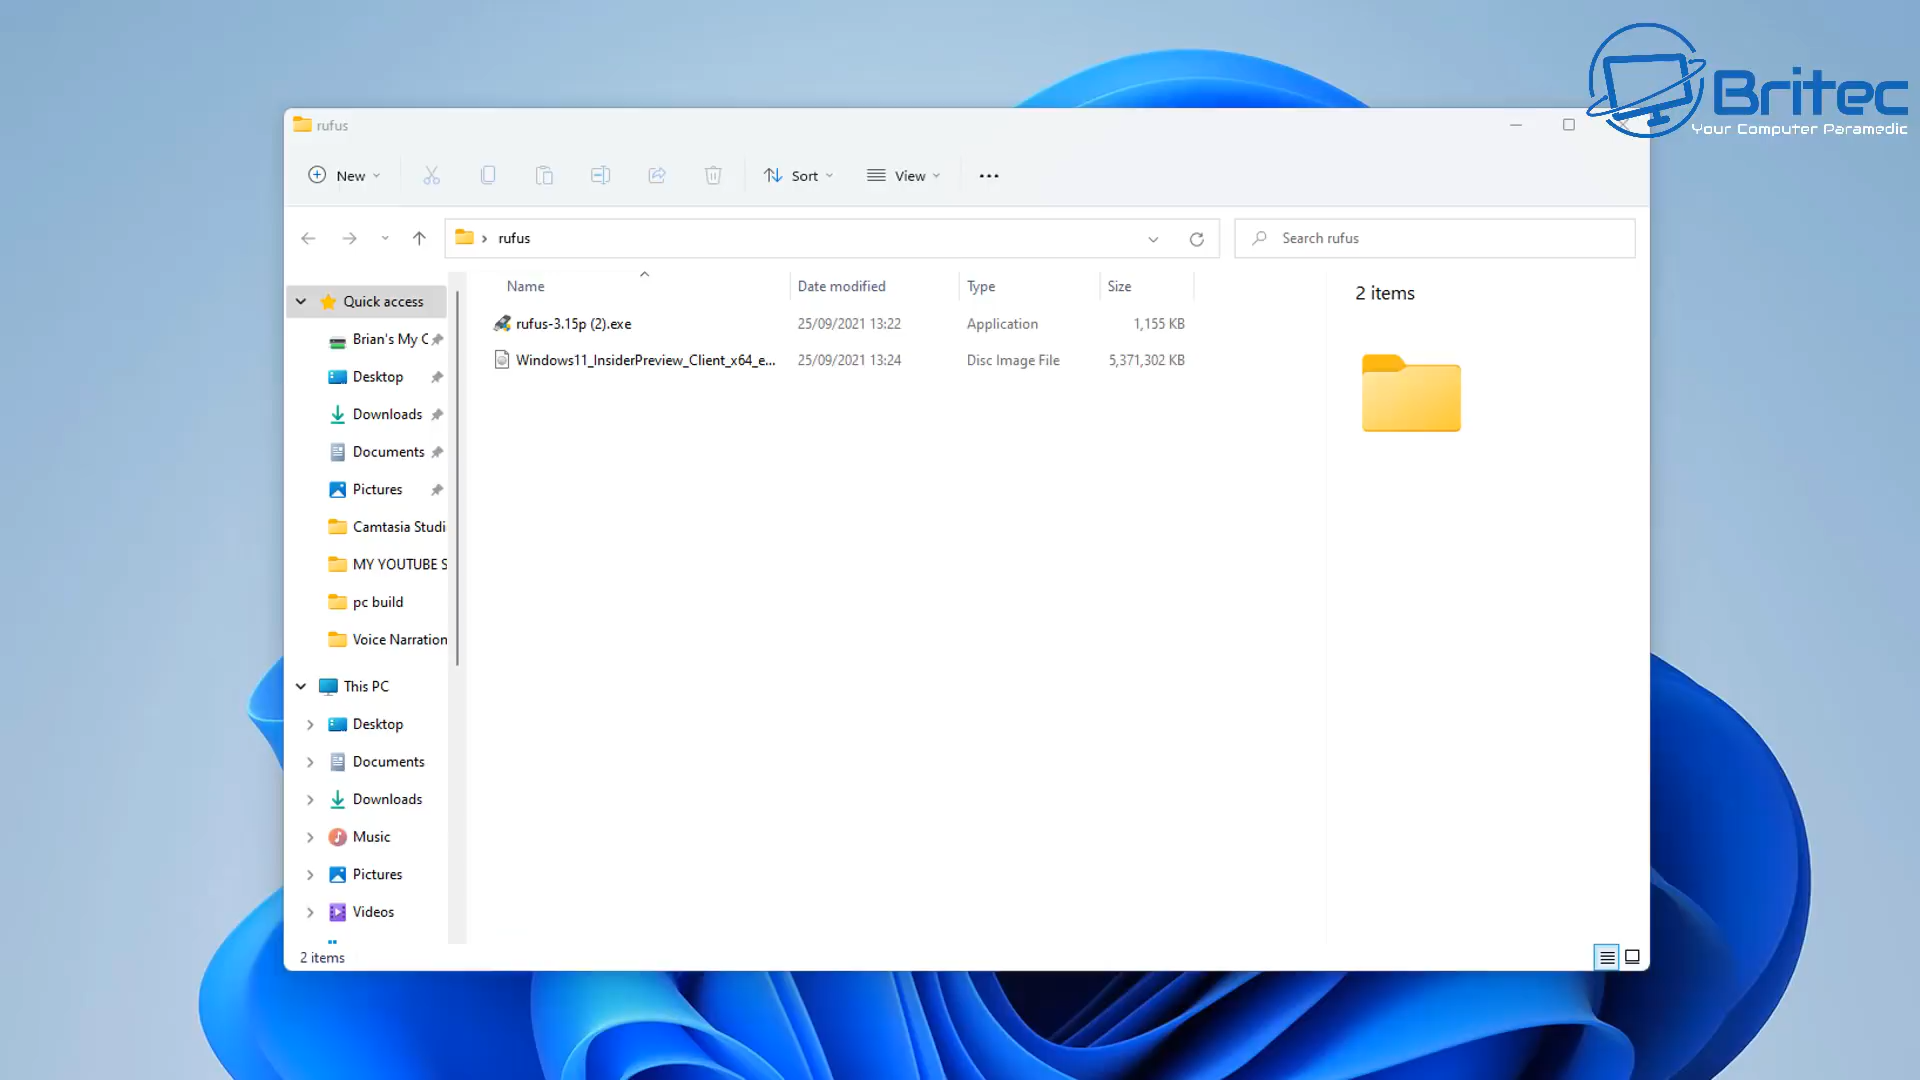 Britec
Your Computer Paramedic
rufus
New
Sort
View
rufus
Search rufus
Name Date modified Type Size
rufus-3.15p (2).exe 25/09/2021 13:22 Application 1,155 KB
Windows11_InsiderPreview_Client_x64_e... 25/09/2021 13:24 Disc Image File 5,371,302 KB
2 items
Quick access
Brian's My C
Desktop
Downloads
Documents
Pictures
Camtasia Studi
MY YOUTUBE S
pc build
Voice Narration
This PC
Desktop
Documents
Downloads
Music
Pictures
Videos
2 items